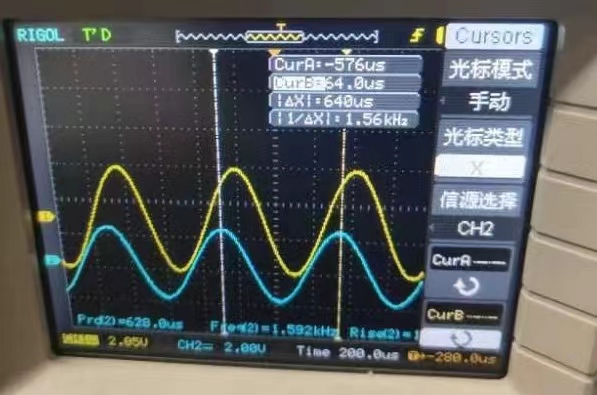 RIGOL T'D
Cursors
CurA:-576us
CurB=64.0us
|ΔX|:640us
|1/ΔX|:1.56kHz
光标模式
手动
光标类型
X
信源选择
CH2
CurA
CurB
Prd(2)=628.0us Freq(2)=1.592kHz Rise(2)=
2.05V CH2= 2.00V Time 200.0us -280.0us